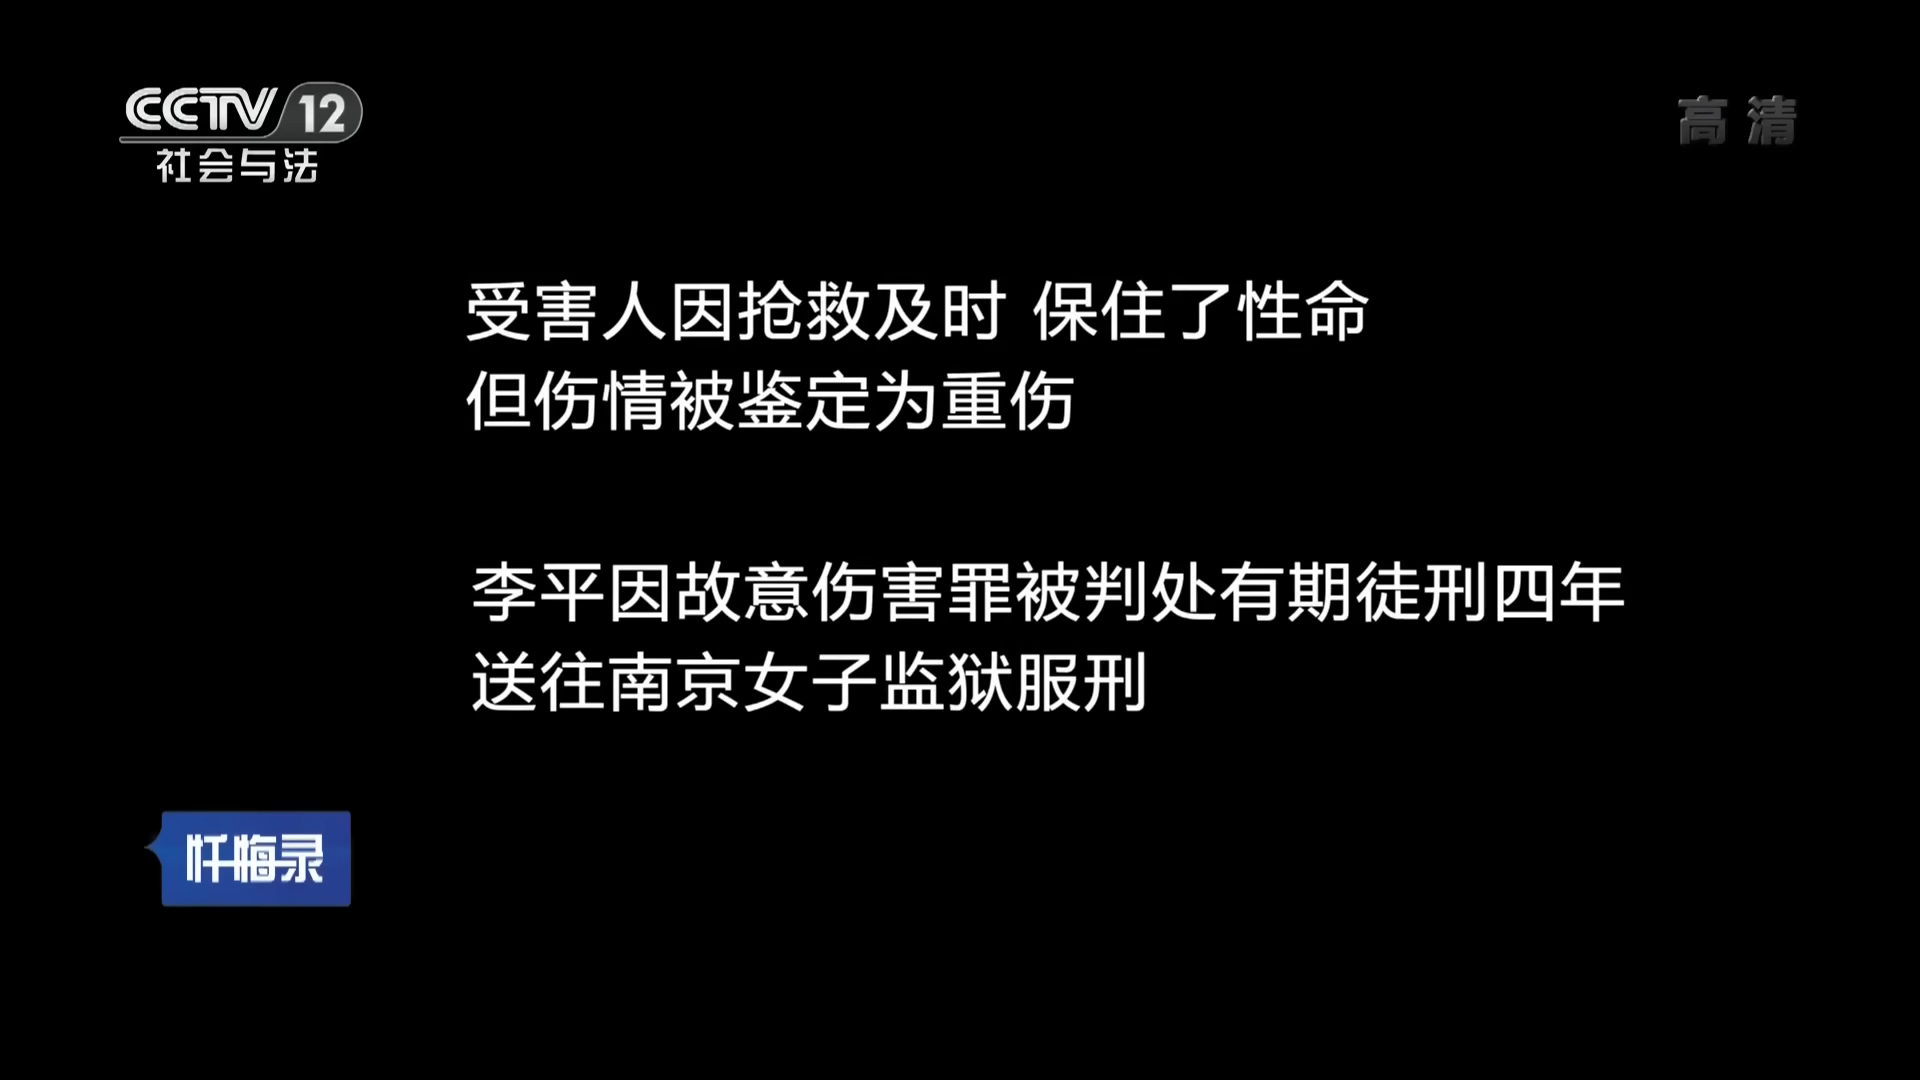 CCTV 12
社会与法
高清
受害人因抢救及时 保住了性命
但伤情被鉴定为重伤
李平因故意伤害罪被判处有期徒刑四年
送往南京女子监狱服刑
忏悔录